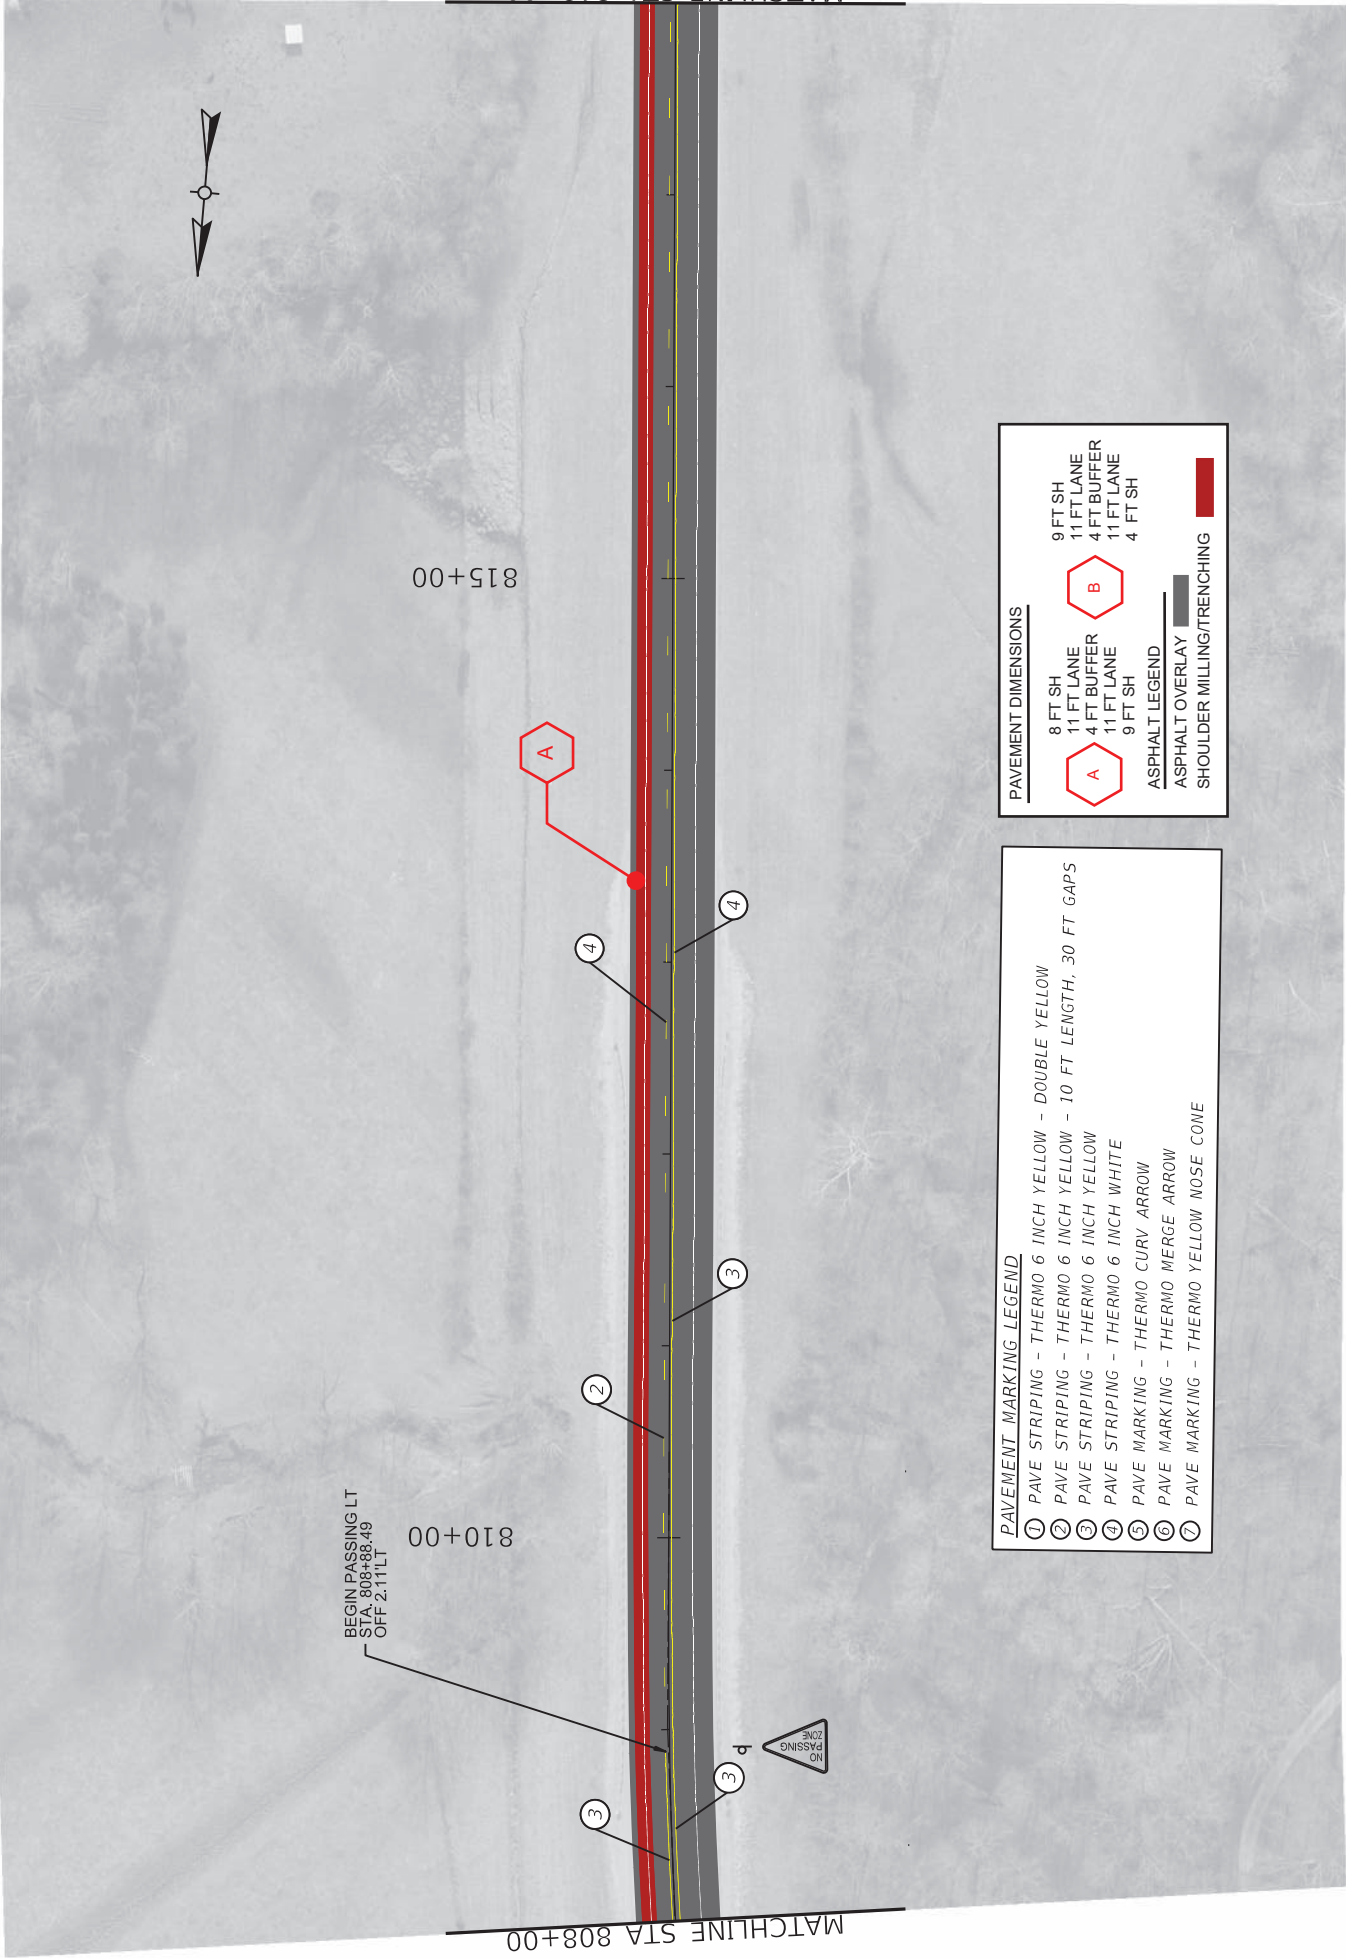 BEGIN PASSING LT
STA. 808+88.49
OFF 2.11'LT
810+00
815+00
MATCHLINE STA 808+00
A
4
4
2
3
3
3
NO
PASSING
ZONE
PAVEMENT DIMENSIONS
A
8 FT SH
11 FT LANE
4 FT BUFFER
11 FT LANE
9 FT SH
B
9 FT SH
11 FT LANE
4 FT BUFFER
11 FT LANE
4 FT SH
ASPHALT LEGEND
ASPHALT OVERLAY
SHOULDER MILLING/TRENCHING
PAVEMENT MARKING LEGEND
1 PAVE STRIPING - THERMO 6 INCH YELLOW - DOUBLE YELLOW
2 PAVE STRIPING - THERMO 6 INCH YELLOW - 10 FT LENGTH, 30 FT GAPS
3 PAVE STRIPING - THERMO 6 INCH YELLOW
4 PAVE STRIPING - THERMO 6 INCH WHITE
5 PAVE MARKING - THERMO CURV ARROW
6 PAVE MARKING - THERMO MERGE ARROW
7 PAVE MARKING - THERMO YELLOW NOSE CONE